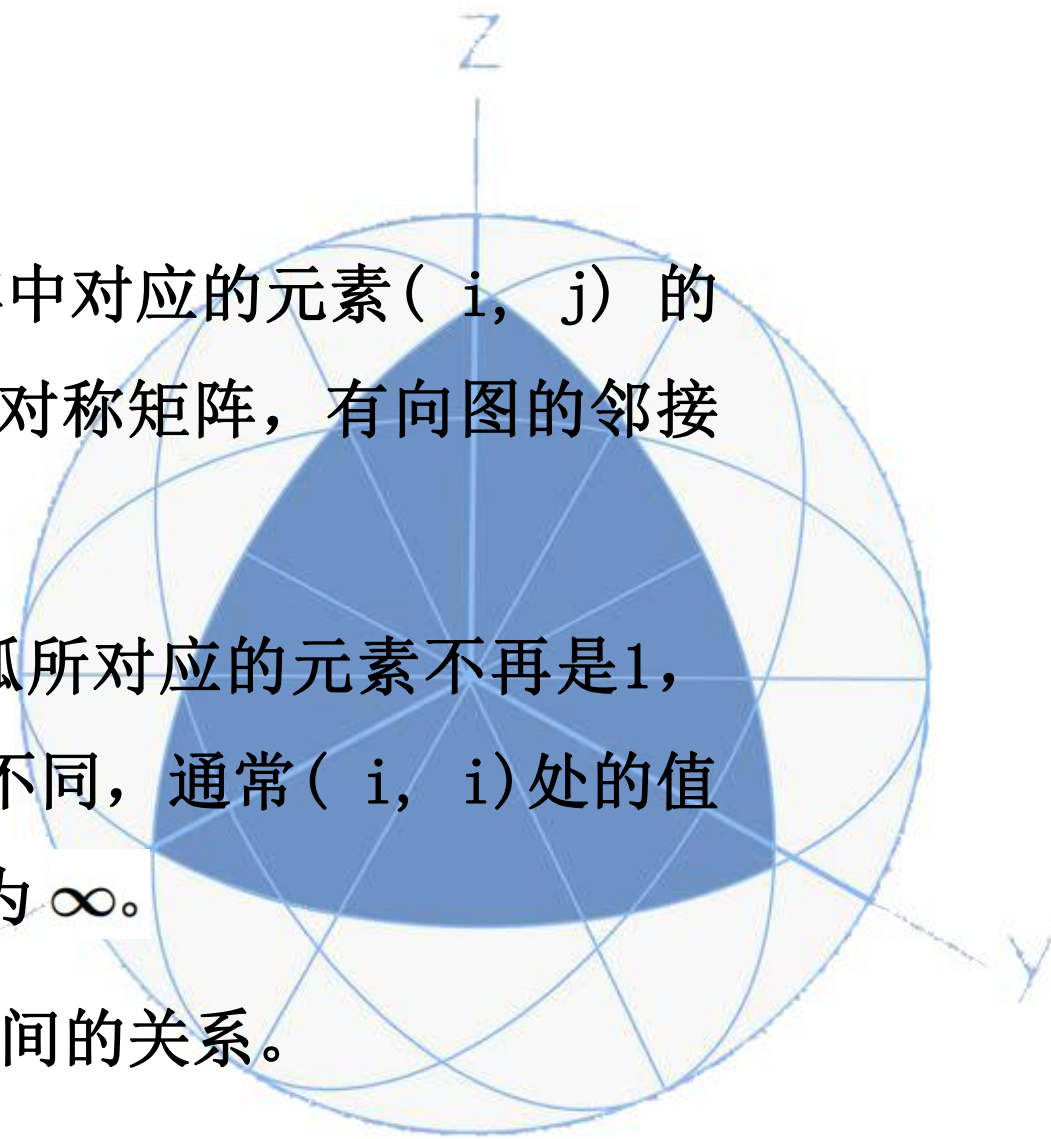 Z
中对应的元素( i, j) 的
对称矩阵，有向图的邻接
所对应的元素不再是1，
不同，通常( i, i)处的值
为 ∞。
间的关系。
Y